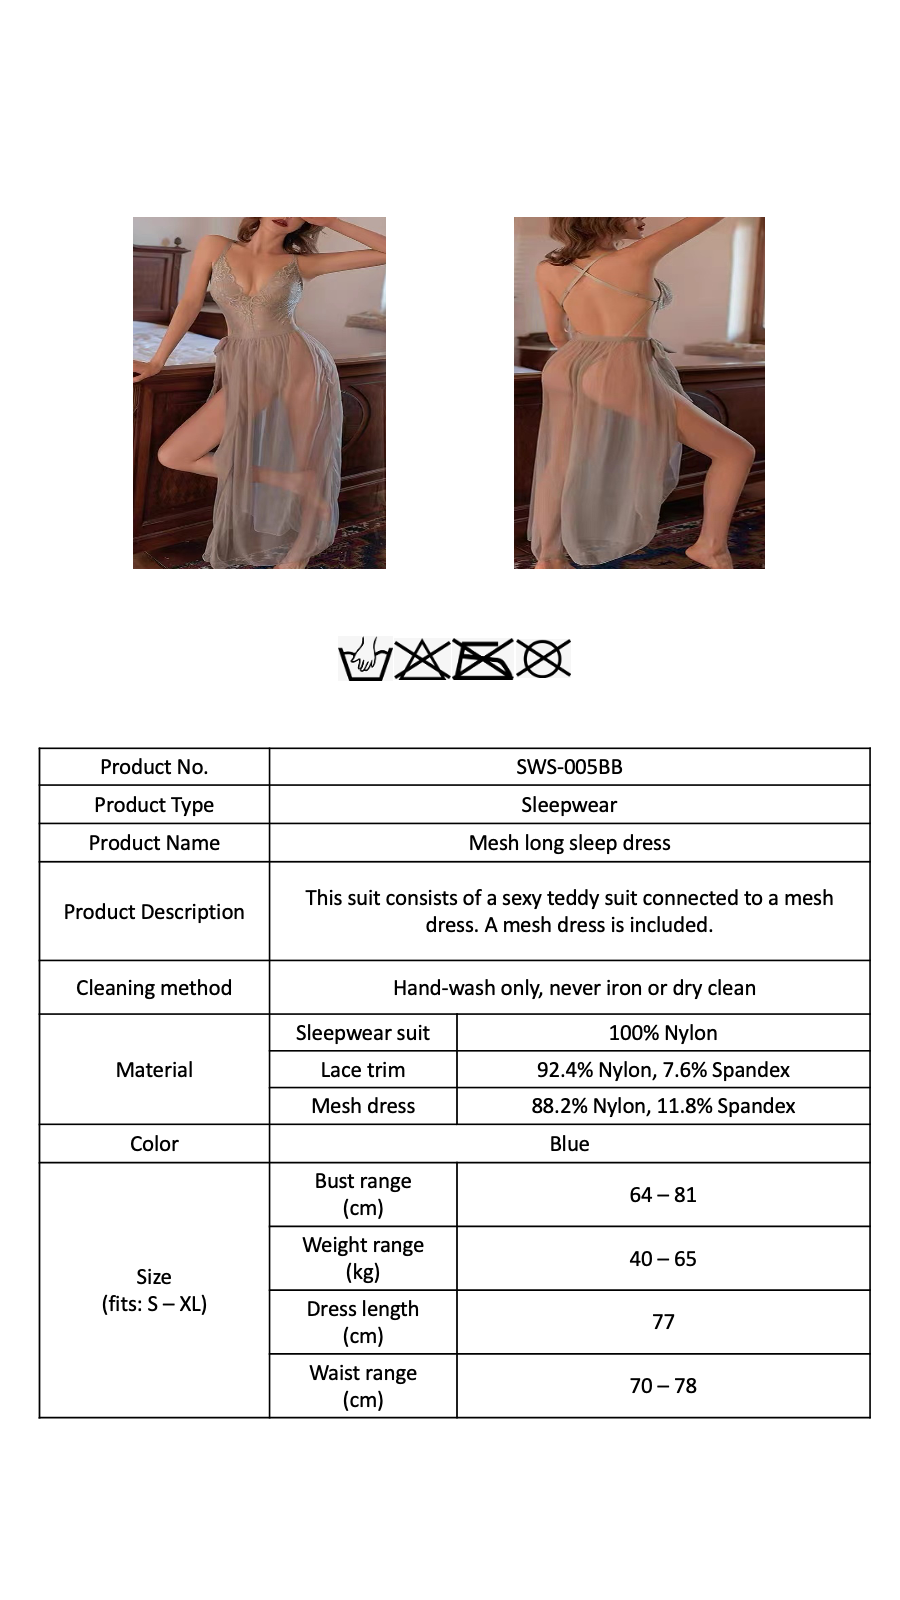 Product No.
SWS-005BB
Product Type
Sleepwear
Product Name
Mesh long sleep dress
Product Description
This suit consists of a sexy teddy suit connected to a mesh
dress. A mesh dress is included.
Cleaning method
Hand-wash only, never iron or dry clean
Material
Sleepwear suit
100% Nylon
Lace trim
92.4% Nylon, 7.6% Spandex
Mesh dress
88.2% Nylon, 11.8% Spandex
Color
Blue
Size
(fits: S – XL)
Bust range
(cm)
64 – 81
Weight range
(kg)
40 – 65
Dress length
(cm)
77
Waist range
(cm)
70 – 78